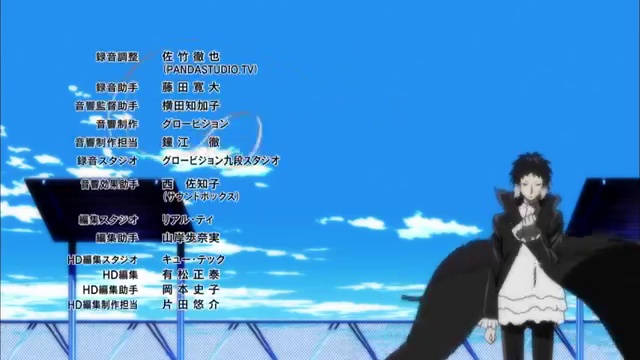 録音調整 佐竹徹也
(PANDASTUDIO.TV)
録音助手 藤田寛大
音響監督助手 横田知加子
音響制作 グロービジョン
音響制作担当 鐘江 徹
録音スタジオ グロービジョン九段スタジオ
音響効果助手 西 佐知子
(サウンドボックス)
編集スタジオ リアル・ティ
編集助手 山岸歩奈実
HD編集スタジオ キュー・テック
HD編集 有松正泰
HD編集助手 岡本史子
HD編集制作担当 片田悠介